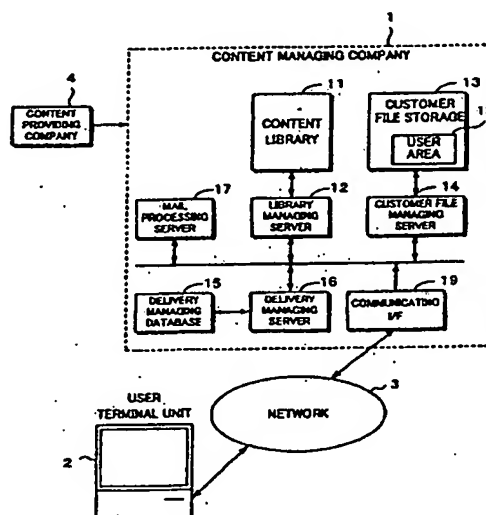 1
CONTENT MANAGING COMPANY
4
CONTENT
PROVIDING
COMPANY
11
CONTENT
LIBRARY
13
CUSTOMER
FILE STORAGE
USER
AREA
17
MAIL
PROCESSING
SERVER
12
LIBRARY
MANAGING
SERVER
14
CUSTOMER FILE
MANAGING
SERVER
15
DELIVERY
MANAGING
DATABASE
16
DELIVERY
MANAGING
SERVER
19
COMMUNICATING
I/F
3
NETWORK
USER
TERMINAL UNIT
2